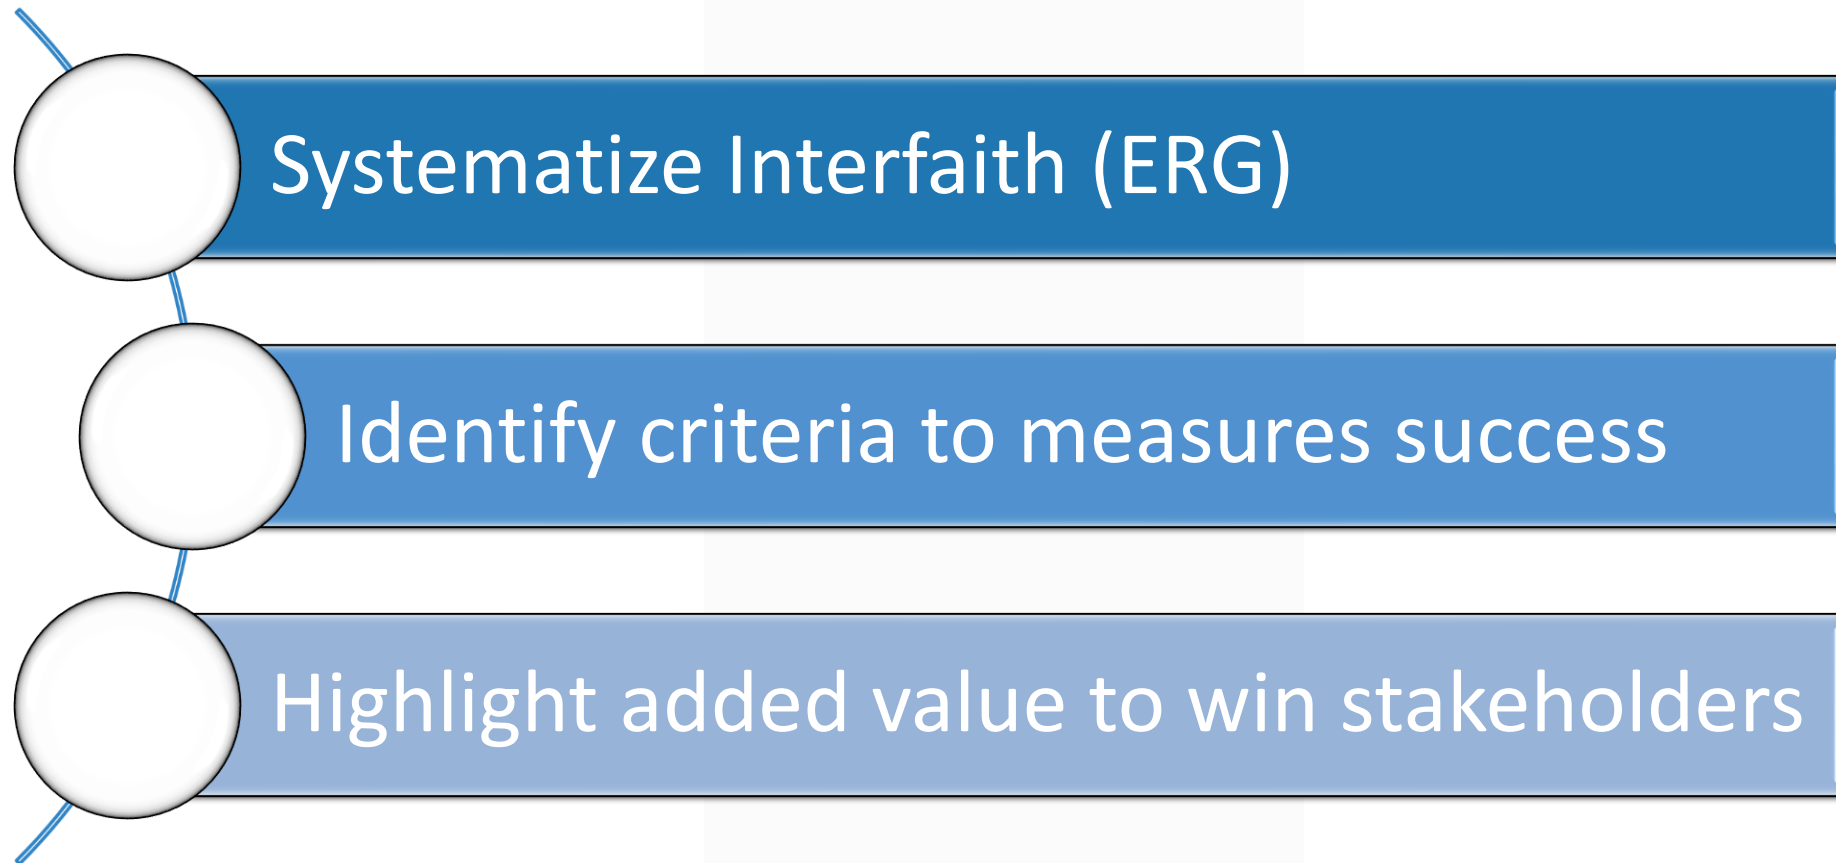 Systematize Interfaith (ERG)
Identify criteria to measures success
Highlight added value to win stakeholders